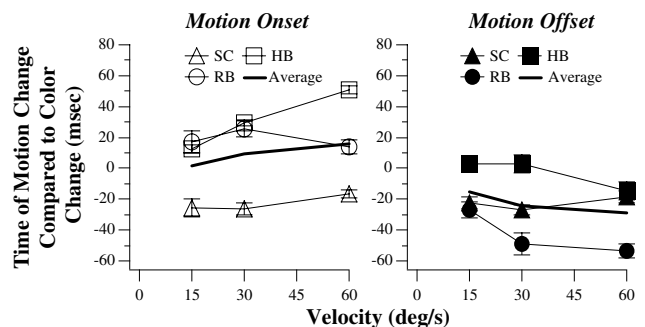 Motion Onset
Motion Offset
Time of Motion Change
Compared to Color
Change (msec)
80
60
40
20
0
-20
-40
-60
SC HB
RB Average
0 15 30 45 60
80
60
40
20
0
-20
-40
-60
SC HB
RB Average
0 15 30 45 60
Velocity (deg/s)